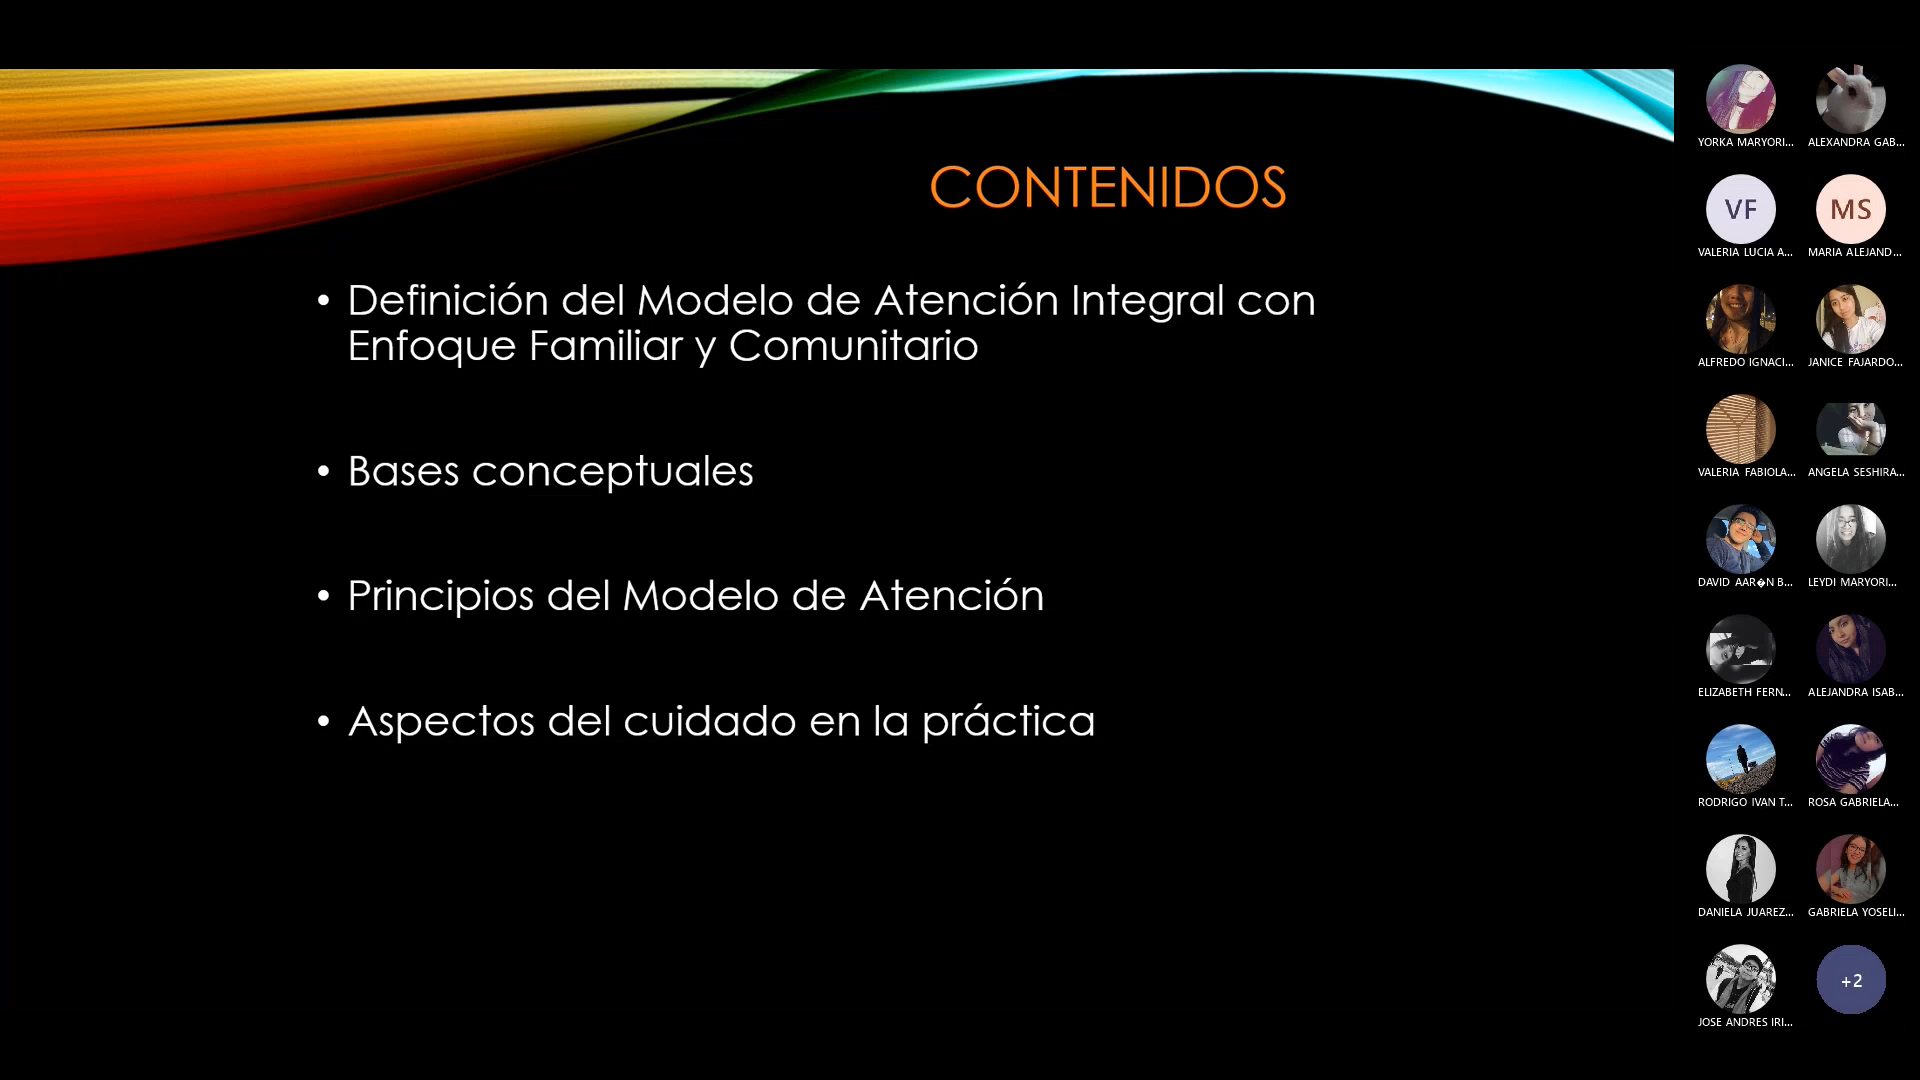 CONTENIDOS
• Definición del Modelo de Atención Integral con
Enfoque Familiar y Comunitario
• Bases conceptuales
• Principios del Modelo de Atención
• Aspectos del cuidado en la práctica
YORKA MARYORI...
ALEXANDRA GAB...
VF
MS
VALERIA LUCIA A...
MARIA ALEJAND...
ALFREDO IGNACI...
JANICE FAJARDO...
VALERIA FABIOLA...
ANGELA SESHIRA...
DAVID AAR�N B...
LEYDI MARYORI...
ELIZABETH FERN...
ALEJANDRA ISAB...
RODRIGO IVAN T...
ROSA GABRIELA...
DANIELA JUAREZ...
GABRIELA YOSELI...
+2
JOSE ANDRES IRI...